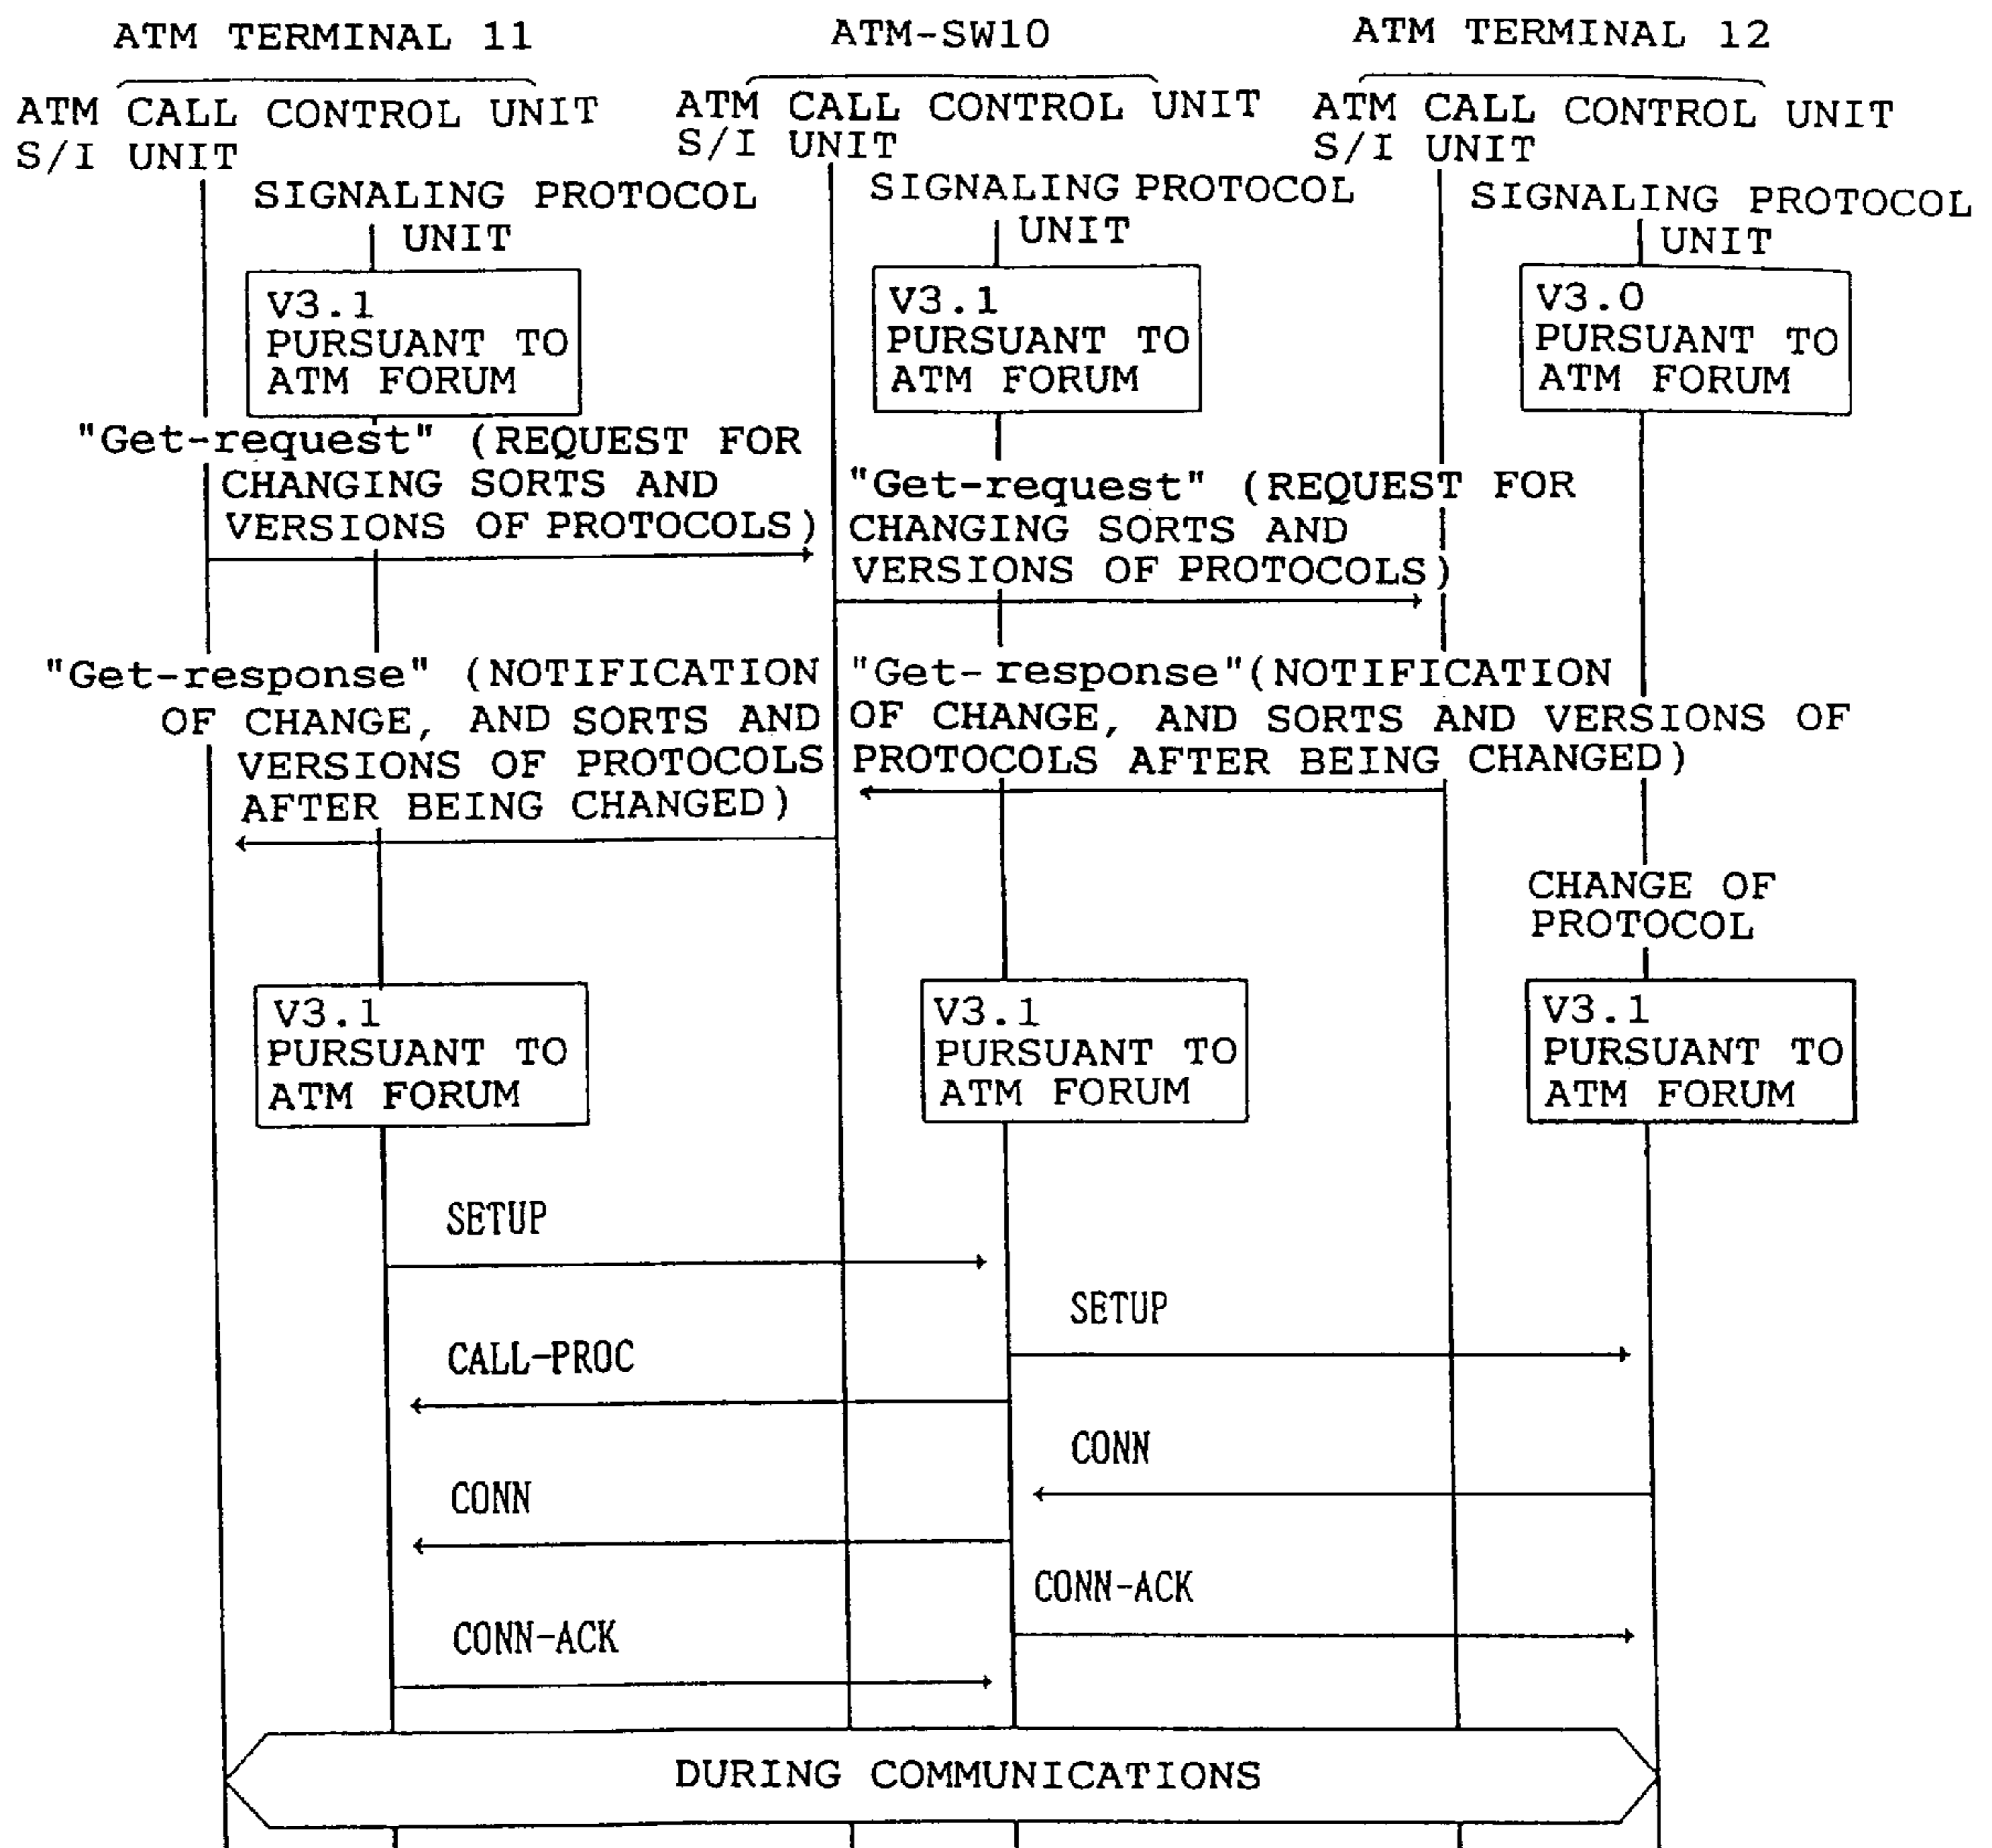 ATM TERMINAL 11
ATM-SW10
ATM TERMINAL 12
ATM CALL CONTROL UNIT
S/I UNIT
ATM CALL CONTROL UNIT
S/I UNIT
ATM CALL CONTROL UNIT
S/I UNIT
SIGNALING PROTOCOL
UNIT
SIGNALING PROTOCOL
UNIT
SIGNALING PROTOCOL
UNIT
V3.1
PURSUANT TO
ATM FORUM
V3.1
PURSUANT TO
ATM FORUM
V3.0
PURSUANT TO
ATM FORUM
"Get-request" (REQUEST FOR
CHANGING SORTS AND
VERSIONS OF PROTOCOLS)
"Get-request" (REQUEST FOR
CHANGING SORTS AND
VERSIONS OF PROTOCOLS)
"Get-response" (NOTIFICATION
OF CHANGE, AND SORTS AND
VERSIONS OF PROTOCOLS
AFTER BEING CHANGED)
"Get-response" (NOTIFICATION
OF CHANGE, AND SORTS AND VERSIONS OF
PROTOCOLS AFTER BEING CHANGED)
CHANGE OF
PROTOCOL
V3.1
PURSUANT TO
ATM FORUM
V3.1
PURSUANT TO
ATM FORUM
V3.1
PURSUANT TO
ATM FORUM
SETUP
SETUP
CALL-PROC
CONN
CONN
CONN-ACK
CONN-ACK
DURING COMMUNICATIONS